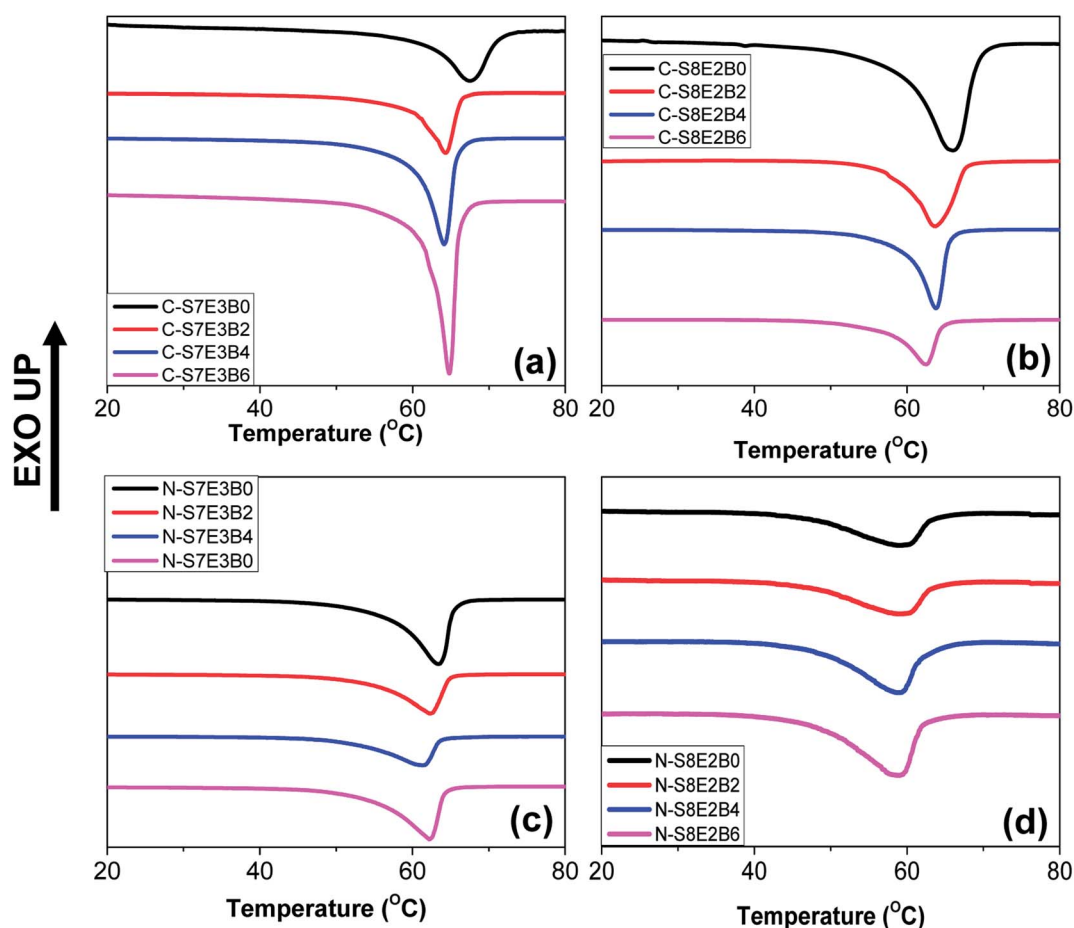 C-S7E3B0
C-S7E3B2
C-S7E3B4
C-S7E3B6
(a)
20 40 60 80
Temperature (°C)
C-S8E2B0
C-S8E2B2
C-S8E2B4
C-S8E2B6
(b)
20 40 60 80
Temperature (°C)
EXO UP
N-S7E3B0
N-S7E3B2
N-S7E3B4
N-S7E3B0
(c)
20 40 60 80
Temperature (°C)
N-S8E2B0
N-S8E2B2
N-S8E2B4
N-S8E2B6
(d)
20 40 60 80
Temperature (°C)